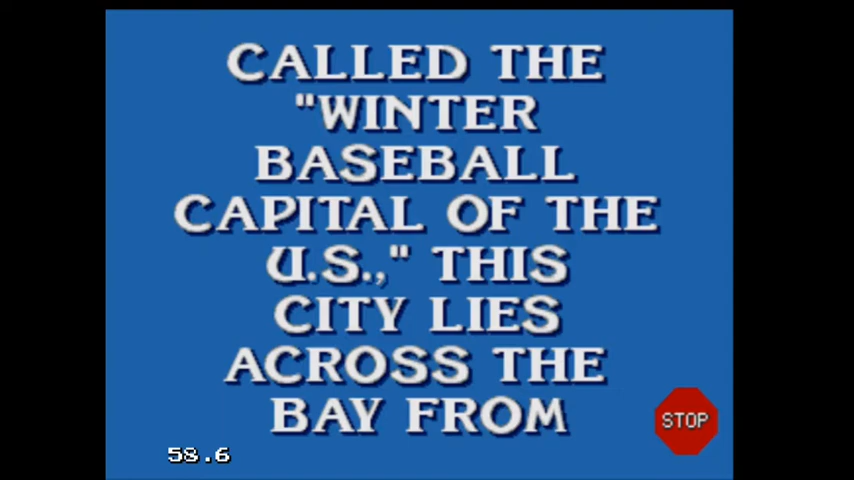 CALLED THE
"WINTER
BASEBALL
CAPITAL OF THE
U.S.," THIS
CITY LIES
ACROSS THE
BAY FROM
STOP
58.6